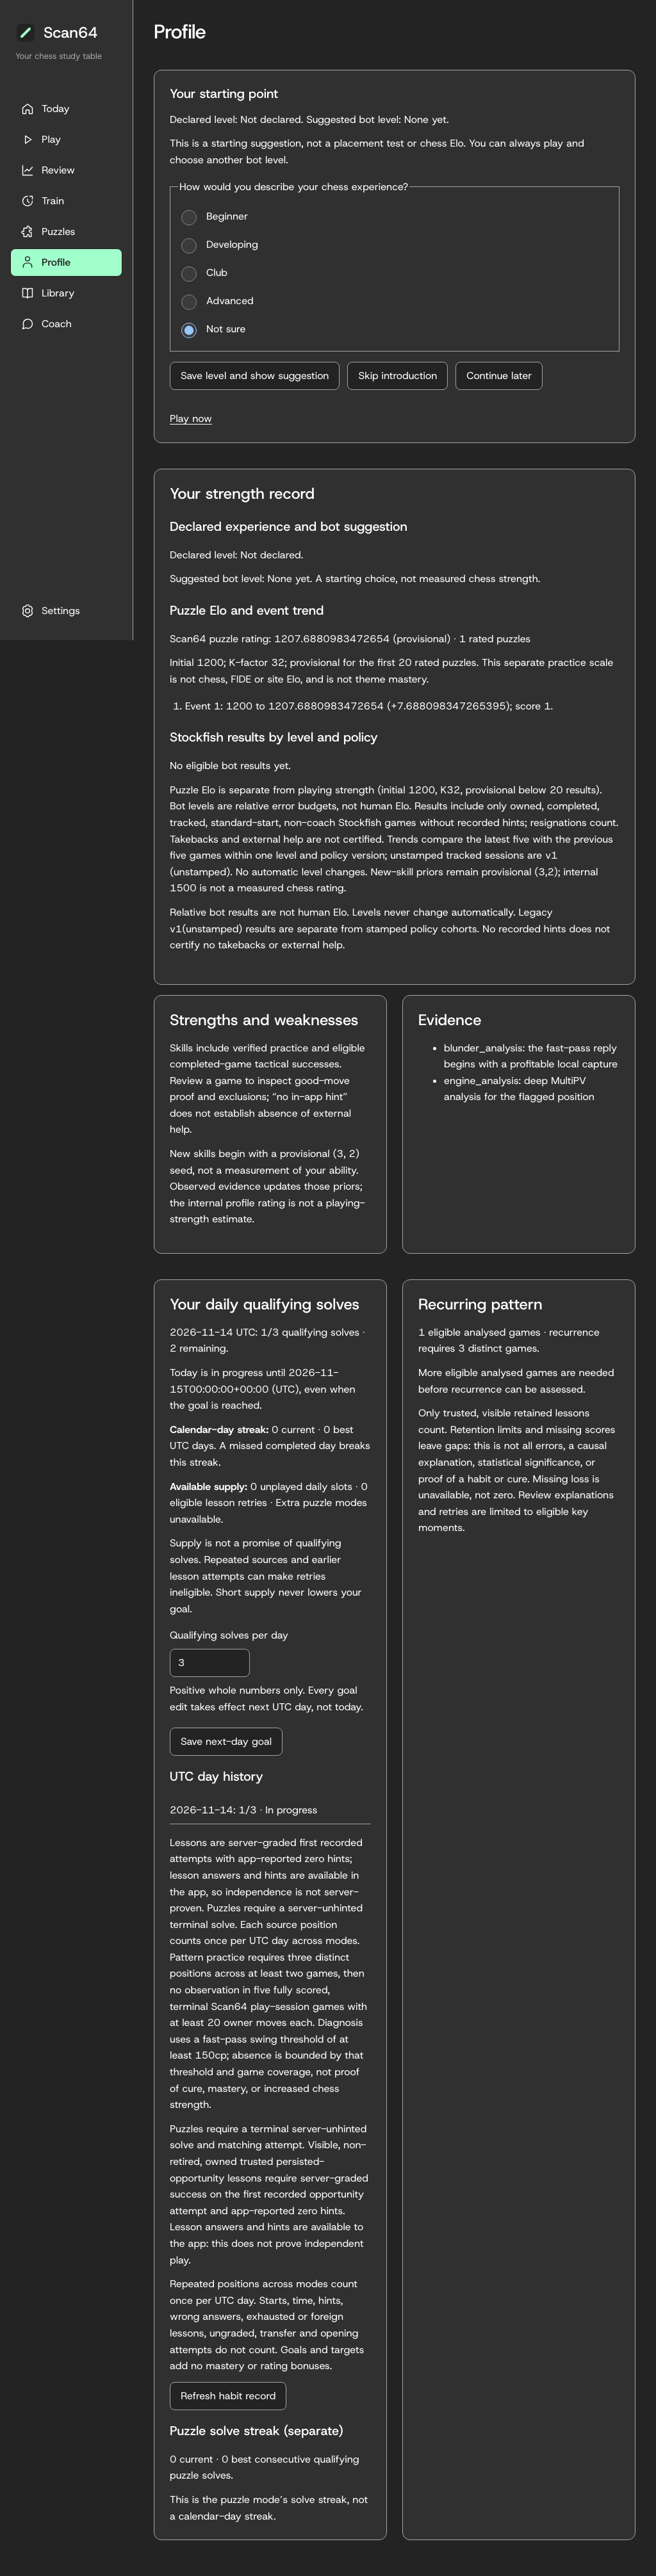 Scan64
Your chess study table
Today
Play
Review
Train
Puzzles
Profile
Library
Coach
Settings
Profile
Your starting point
Declared level: Not declared. Suggested bot level: None yet.
This is a starting suggestion, not a placement test or chess Elo. You can always play and
choose another bot level.
How would you describe your chess experience?
Beginner
Developing
Club
Advanced
Not sure
Save level and show suggestion
Skip introduction
Continue later
Play now
Your strength record
Declared experience and bot suggestion
Declared level: Not declared.
Suggested bot level: None yet. A starting choice, not measured chess strength.
Puzzle Elo and event trend
Scan64 puzzle rating: 1207.6880983472654 (provisional) · 1 rated puzzles
Initial 1200; K-factor 32; provisional for the first 20 rated puzzles. This separate practice scale
is not chess, FIDE or site Elo, and is not theme mastery.
1. Event 1: 1200 to 1207.6880983472654 (+7.688098347265395); score 1.
Stockfish results by level and policy
No eligible bot results yet.
Puzzle Elo is separate from playing strength (initial 1200, K32, provisional below 20 results).
Bot levels are relative error budgets, not human Elo. Results include only owned, completed,
tracked, standard-start, non-coach Stockfish games without recorded hints; resignations count.
Takebacks and external help are not certified. Trends compare the latest five with the previous
five games within one level and policy version; unstamped tracked sessions are v1
(unstamped). No automatic level changes. New-skill priors remain provisional (3,2); internal
1500 is not a measured chess rating.
Relative bot results are not human Elo. Levels never change automatically. Legacy
v1(unstamped) results are separate from stamped policy cohorts. No recorded hints does not
certify no takebacks or external help.
Strengths and weaknesses
Skills include verified practice and eligible
completed-game tactical successes.
Review a game to inspect good-move
proof and exclusions; “no in-app hint”
does not establish absence of external
help.
New skills begin with a provisional (3, 2)
seed, not a measurement of your ability.
Observed evidence updates those priors;
the internal profile rating is not a playing-
strength estimate.
Evidence
• blunder_analysis: the fast-pass reply
begins with a profitable local capture
• engine_analysis: deep MultiPV
analysis for the flagged position
Your daily qualifying solves
2026-11-14 UTC: 1/3 qualifying solves ·
2 remaining.
Today is in progress until 2026-11-
15T00:00:00+00:00 (UTC), even when
the goal is reached.
Calendar-day streak: 0 current · 0 best
UTC days. A missed completed day breaks
this streak.
Available supply: 0 unplayed daily slots · 0
eligible lesson retries · Extra puzzle modes
unavailable.
Supply is not a promise of qualifying
solves. Repeated sources and earlier
lesson attempts can make retries
ineligible. Short supply never lowers your
goal.
Qualifying solves per day
3
Positive whole numbers only. Every goal
edit takes effect next UTC day, not today.
Save next-day goal
UTC day history
2026-11-14: 1/3 · In progress
Lessons are server-graded first recorded
attempts with app-reported zero hints;
lesson answers and hints are available in
the app, so independence is not server-
proven. Puzzles require a server-unhinted
terminal solve. Each source position
counts once per UTC day across modes.
Pattern practice requires three distinct
positions across at least two games, then
no observation in five fully scored,
terminal Scan64 play-session games with
at least 20 owner moves each. Diagnosis
uses a fast-pass swing threshold of at
least 150cp; absence is bounded by that
threshold and game coverage, not proof
of cure, mastery, or increased chess
strength.
Puzzles require a terminal server-unhinted
solve and matching attempt. Visible, non-
retired, owned trusted persisted-
opportunity lessons require server-graded
success on the first recorded opportunity
attempt and app-reported zero hints.
Lesson answers and hints are available to
the app: this does not prove independent
play.
Repeated positions across modes count
once per UTC day. Starts, time, hints,
wrong answers, exhausted or foreign
lessons, ungraded, transfer and opening
attempts do not count. Goals and targets
add no mastery or rating bonuses.
Refresh habit record
Puzzle solve streak (separate)
0 current · 0 best consecutive qualifying
puzzle solves.
This is the puzzle mode’s solve streak, not
a calendar-day streak.
Recurring pattern
1 eligible analysed games · recurrence
requires 3 distinct games.
More eligible analysed games are needed
before recurrence can be assessed.
Only trusted, visible retained lessons
count. Retention limits and missing scores
leave gaps: this is not all errors, a causal
explanation, statistical significance, or
proof of a habit or cure. Missing loss is
unavailable, not zero. Review explanations
and retries are limited to eligible key
moments.